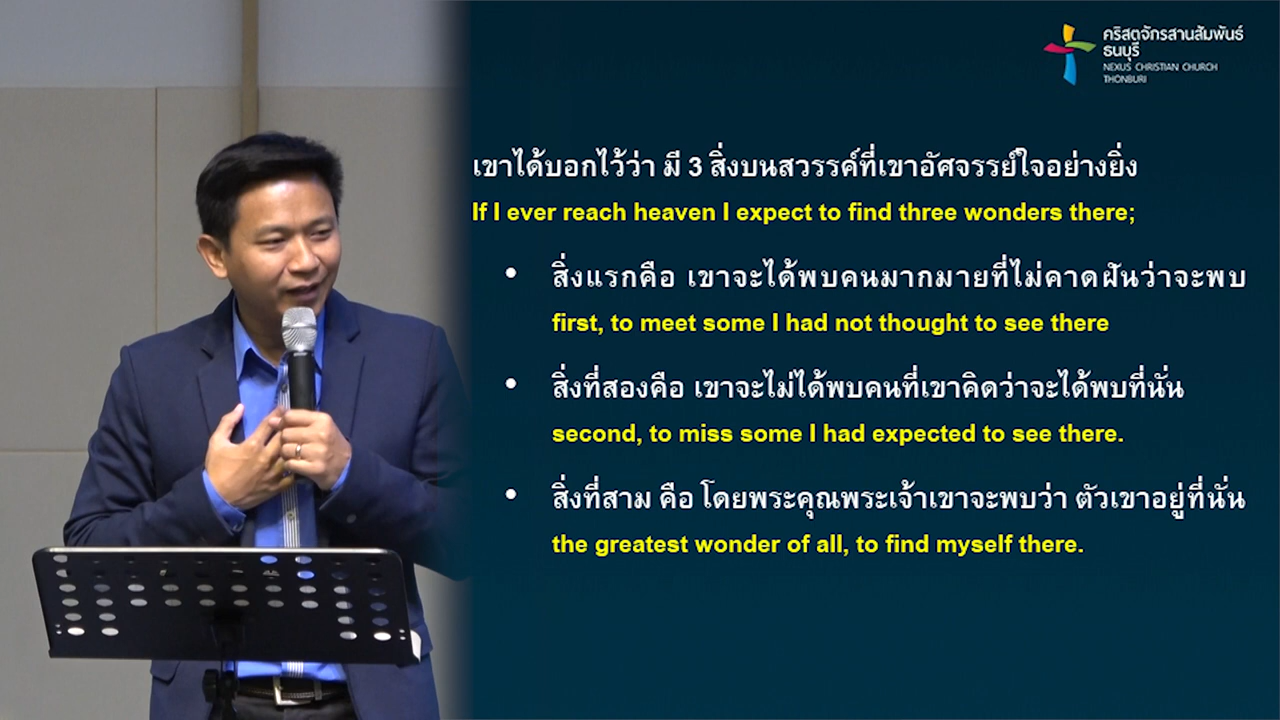 คริสตจักรสานสัมพันธ์
ธนบุรี
NEXUS CHRISTIAN CHURCH
THONBURI
เขาได้บอกไว้ว่า มี 3 สิ่งบนสวรรค์ที่เขาอัศจรรย์ใจอย่างยิ่ง
If I ever reach heaven I expect to find three wonders there;
• สิ่งแรกคือ เขาจะได้พบคนมากมายที่ไม่คาดฝันว่าจะพบ
first, to meet some I had not thought to see there
• สิ่งที่สองคือ เขาจะไม่ได้พบคนที่เขาคิดว่าจะได้พบที่นั่น
second, to miss some I had expected to see there.
• สิ่งที่สาม คือ โดยพระคุณพระเจ้าเขาจะพบว่า ตัวเขาอยู่ที่นั่น
the greatest wonder of all, to find myself there.